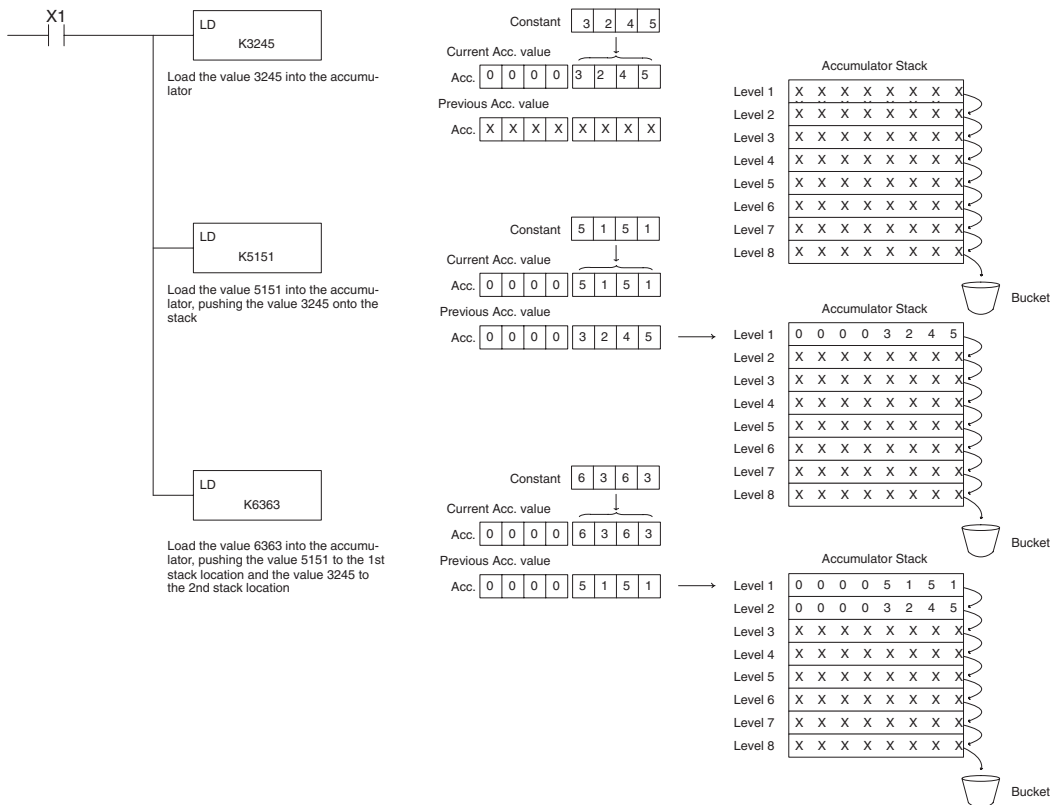 X1
LD
K3245
Load the value 3245 into the accumu-
lator
Constant 3 2 4 5
Current Acc. value
Acc. 0 0 0 0 3 2 4 5
Previous Acc. value
Acc. X X X X X X X X
Accumulator Stack
Level 1 X X X X X X X X
Level 2 X X X X X X X X
Level 3 X X X X X X X X
Level 4 X X X X X X X X
Level 5 X X X X X X X X
Level 6 X X X X X X X X
Level 7 X X X X X X X X
Level 8 X X X X X X X X
Bucket
LD
K5151
Load the value 5151 into the accumu-
lator, pushing the value 3245 onto the
stack
Constant 5 1 5 1
Current Acc. value
Acc. 0 0 0 0 5 1 5 1
Previous Acc. value
Acc. 0 0 0 0 3 2 4 5
Accumulator Stack
Level 1 0 0 0 0 3 2 4 5
Level 2 X X X X X X X X
Level 3 X X X X X X X X
Level 4 X X X X X X X X
Level 5 X X X X X X X X
Level 6 X X X X X X X X
Level 7 X X X X X X X X
Level 8 X X X X X X X X
Bucket
LD
K6363
Load the value 6363 into the accumu-
lator, pushing the value 5151 to the 1st
stack location and the value 3245 to
the 2nd stack location
Constant 6 3 6 3
Current Acc. value
Acc. 0 0 0 0 6 3 6 3
Previous Acc. value
Acc. 0 0 0 0 5 1 5 1
Accumulator Stack
Level 1 0 0 0 0 5 1 5 1
Level 2 0 0 0 0 3 2 4 5
Level 3 X X X X X X X X
Level 4 X X X X X X X X
Level 5 X X X X X X X X
Level 6 X X X X X X X X
Level 7 X X X X X X X X
Level 8 X X X X X X X X
Bucket